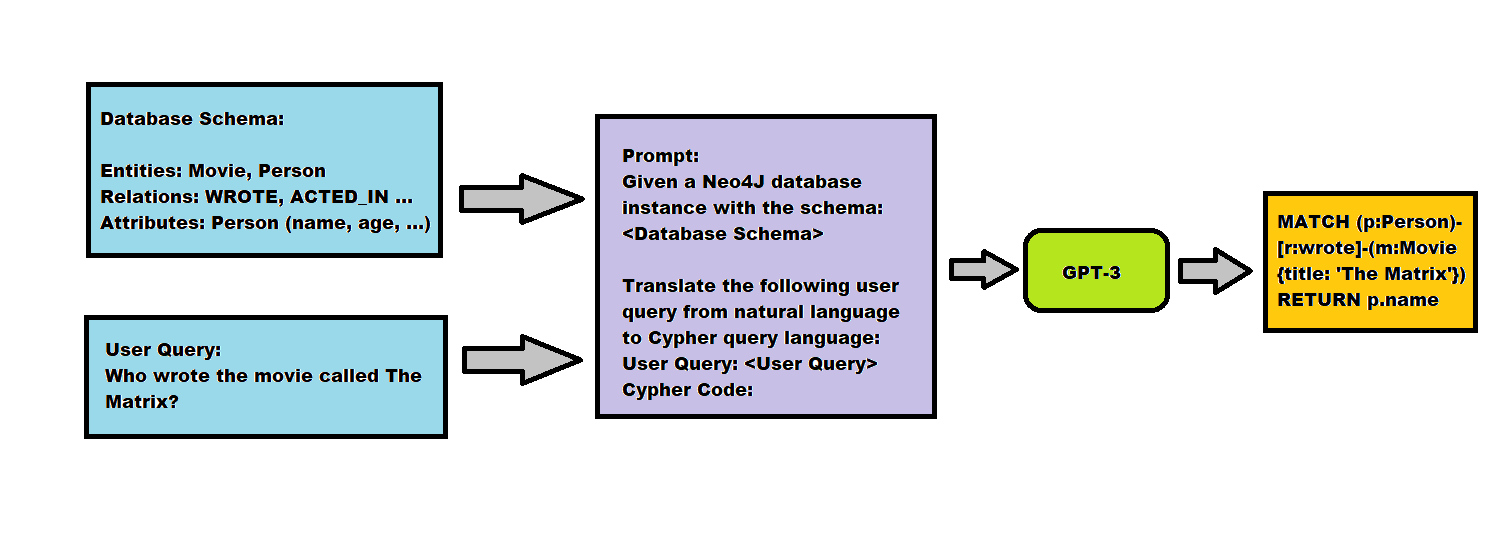 Database Schema:
Entities: Movie, Person
Relations: WROTE, ACTED_IN ...
Attributes: Person (name, age, ...)
User Query:
Who wrote the movie called The
Matrix?
Prompt:
Given a Neo4J database
instance with the schema:
<Database Schema>
Translate the following user
query from natural language
to Cypher query language:
User Query: <User Query>
Cypher Code:
GPT-3
MATCH (p:Person)-
[r:wrote]-(m:Movie
{title: 'The Matrix'})
RETURN p.name